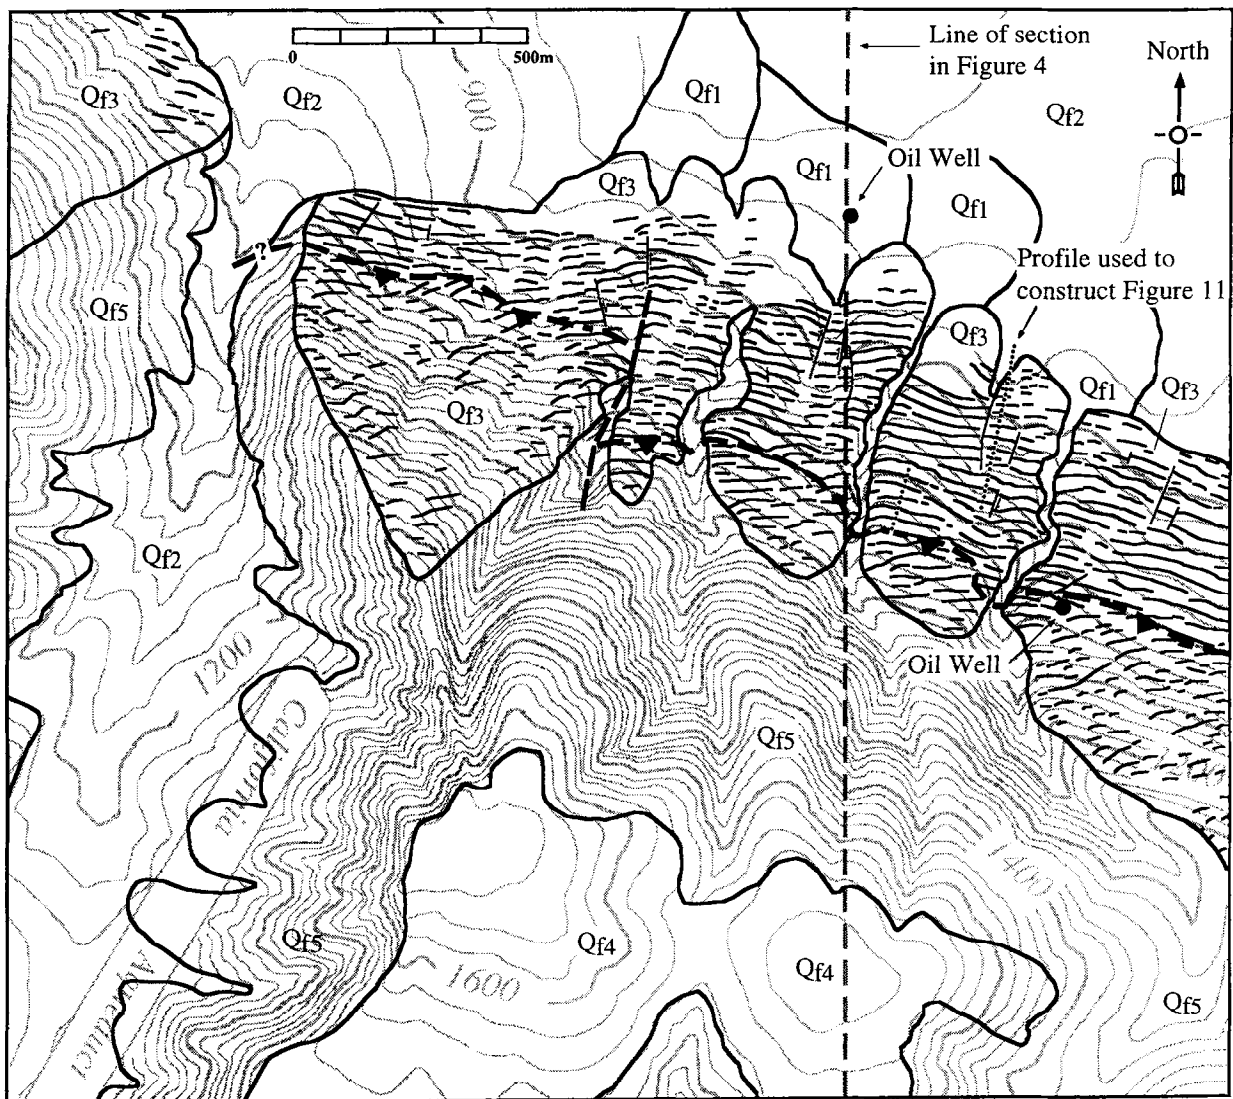 Line of section
in Figure 4
North
0
500m
Qf3
Qf2
900
Qf1
Qf2
Oil Well
Qf3
Qf1
Qf1
?
Profile used to
construct Figure 11
Qf5
Qf3
Qf1
Qf3
Qf3
Qf2
1200
Oil Well
California
Aqueduct
Qf5
1400
Qf5
Qf4
Qf4
1600
Qf5